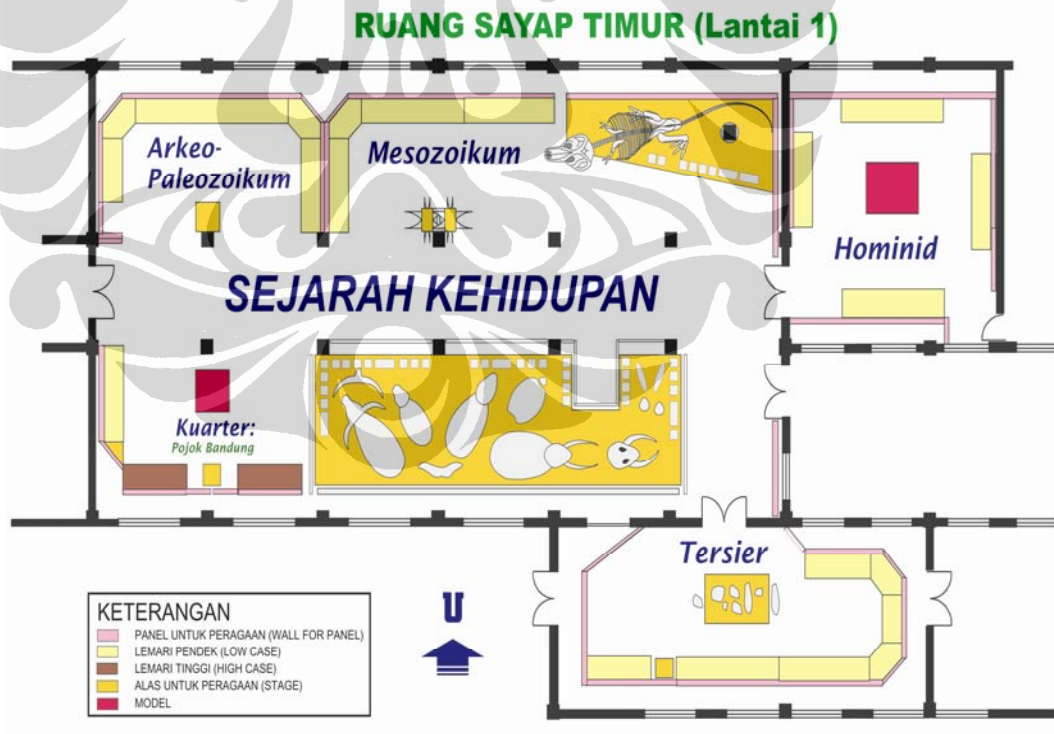 RUANG SAYAP TIMUR (Lantai 1)
Arkeo-
Paleozoikum
Mesozoikum
Hominid
SEJARAH KEHIDUPAN
Kuarter:
Pojok Bandung
Tersier
KETERANGAN
PANEL UNTUK PERAGAAN (WALL FOR PANEL)
LEMARI PENDEK (LOW CASE)
LEMARI TINGGI (HIGH CASE)
ALAS UNTUK PERAGAAN (STAGE)
MODEL
U